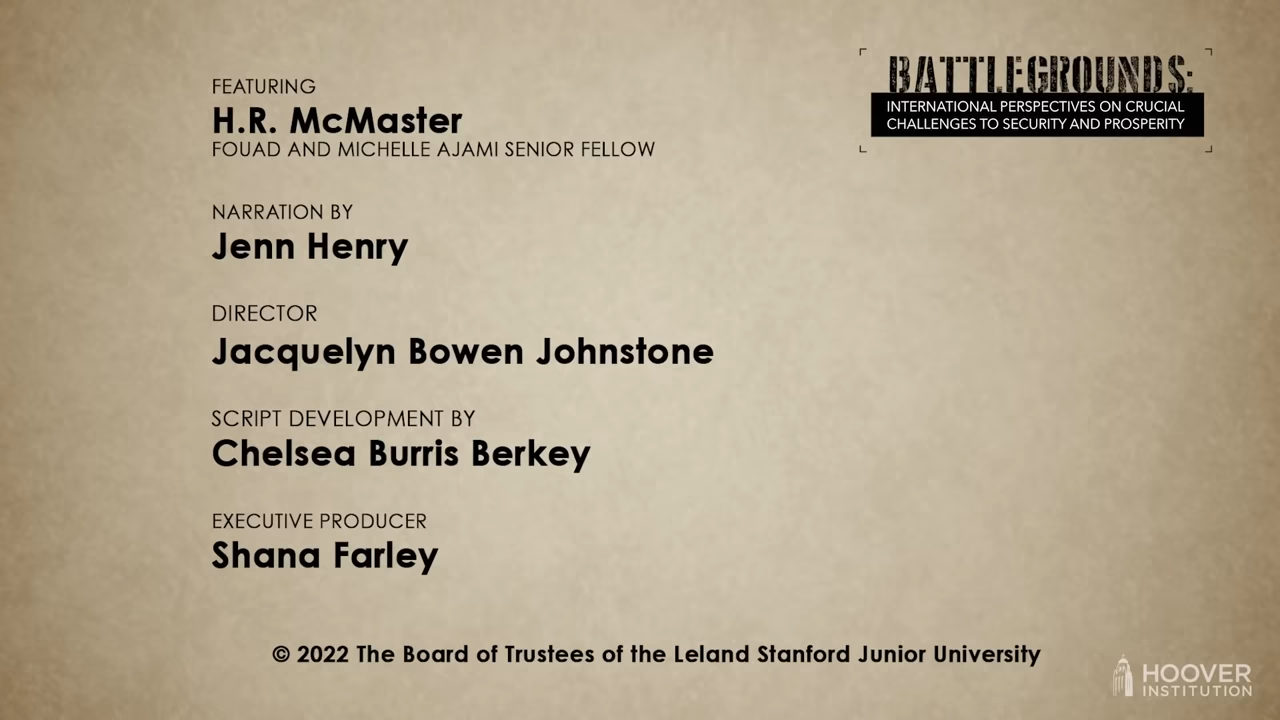 FEATURING
H.R. McMaster
FOUAD AND MICHELLE AJAMI SENIOR FELLOW
NARRATION BY
Jenn Henry
DIRECTOR
Jacquelyn Bowen Johnstone
SCRIPT DEVELOPMENT BY
Chelsea Burris Berkey
EXECUTIVE PRODUCER
Shana Farley
BATTLEGROUNDS:
INTERNATIONAL PERSPECTIVES ON CRUCIAL
CHALLENGES TO SECURITY AND PROSPERITY
© 2022 The Board of Trustees of the Leland Stanford Junior University
HOOVER
INSTITUTION